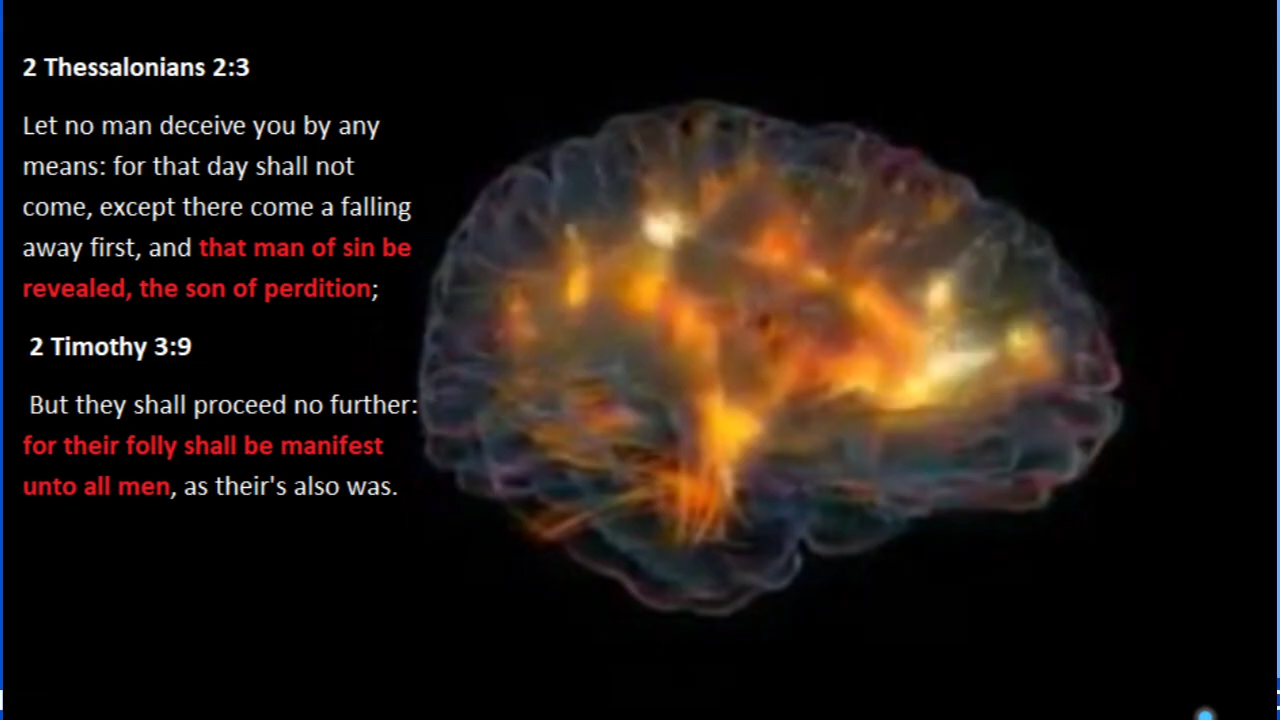 2 Thessalonians 2:3
Let no man deceive you by any
means: for that day shall not
come, except there come a falling
away first, and that man of sin be
revealed, the son of perdition;
2 Timothy 3:9
But they shall proceed no further:
for their folly shall be manifest
unto all men, as their's also was.